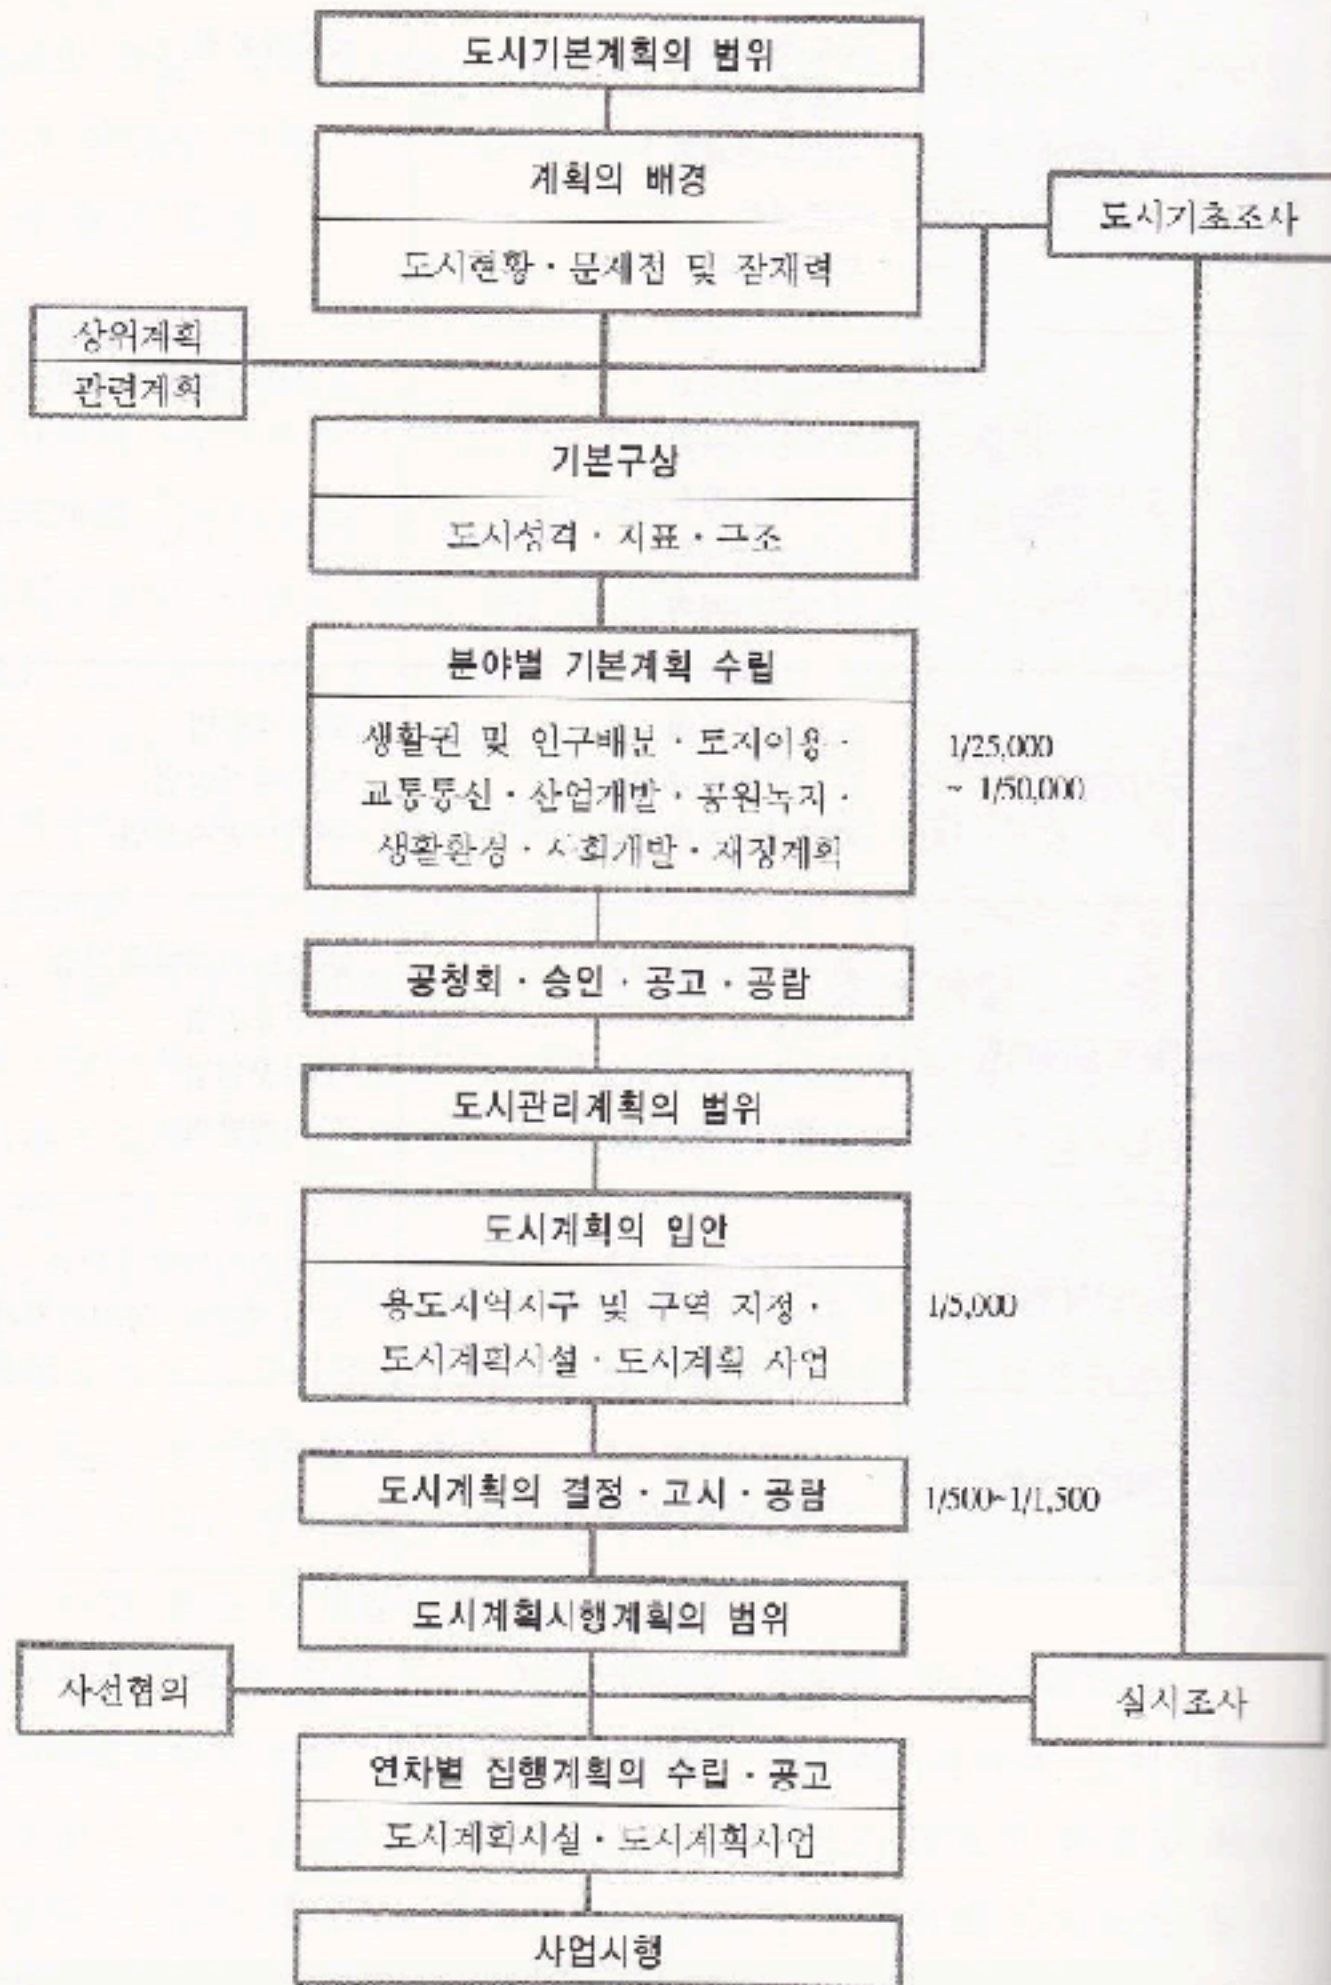 도시기본계획의 범위
계획의 배경
도시기초조사
도시현황·문제점 및 잠재력
상위계획
관련계획
기본구상
도시성격·지표·구조
분야별 기본계획 수립
생활권 및 인구배분·토지이용·
1/25,000
교통통신·산업개발·공원녹지·
~ 1/50,000
생활환경·사회개발·재정계획
공청회·승인·공고·공람
도시관리계획의 범위
도시계획의 입안
용도지역지구 및 구역 지정·
1/5,000
도시계획시설·도시계획 사업
도시계획의 결정·고시·공람
1/500~1/1,500
도시계획시행계획의 범위
사전협의
실시조사
연차별 집행계획의 수립·공고
도시계획시설·도시계획사업
사업시행